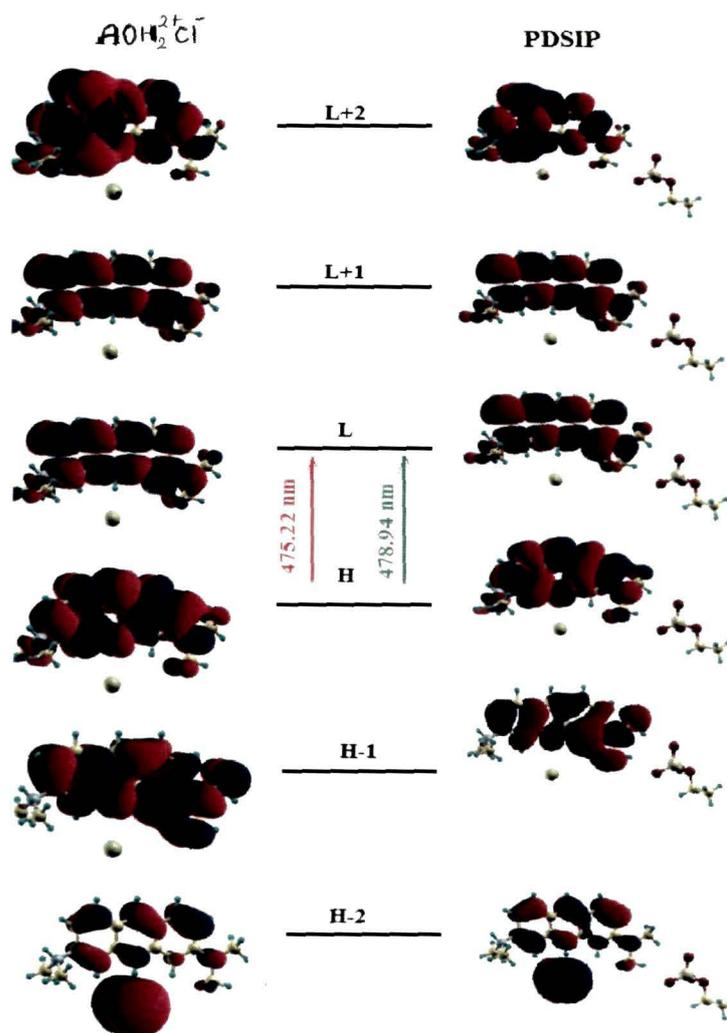 AOH₂²⁺Cl⁻
PDSIP
L+2
L+1
L
475.22 nm
478.94 nm
H
H-1
H-2